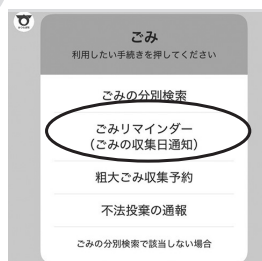 ごみ
利用したい手続きを押してください
ごみの分別検索
ごみリマインダー
（ごみの収集日通知）
粗大ごみ収集予約
不法投棄の通報
ごみの分別検索で該当しない場合